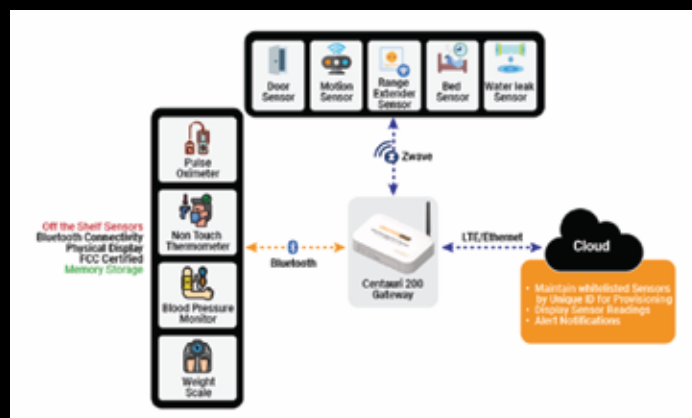 Door
Sensor
Motion
Sensor
Range
Extender
Sensor
Bed
Sensor
Water leak
Sensor
Zwave
Pulse
Oximeter
Non Touch
Thermometer
Blood Pressure
Monitor
Weight
Scale
Off the Shelf Sensors
Bluetooth Connectivity
Physical Display
FCC Certified
Memory Storage
Bluetooth
Centauri 200
Gateway
LTE/Ethernet
Cloud
• Maintain whitelisted Sensors
by Unique ID for Provisioning
• Display Sensor Readings
• Alert Notifications